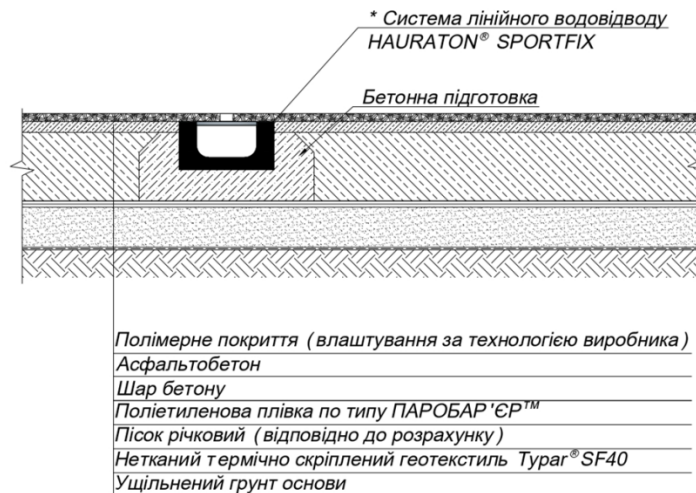 * Система лінійного водовідводу
HAURATON® SPORTFIX
Бетонна підготовка
Полімерне покриття (влаштування за технологією виробника)
Асфальтобетон
Шар бетону
Поліетиленова плівка по типу ПАРОБАР'ЄР™
Пісок річковий (відповідно до розрахунку)
Нетканий термічно скріплений геотекстиль Typar® SF40
Ущільнений грунт основи